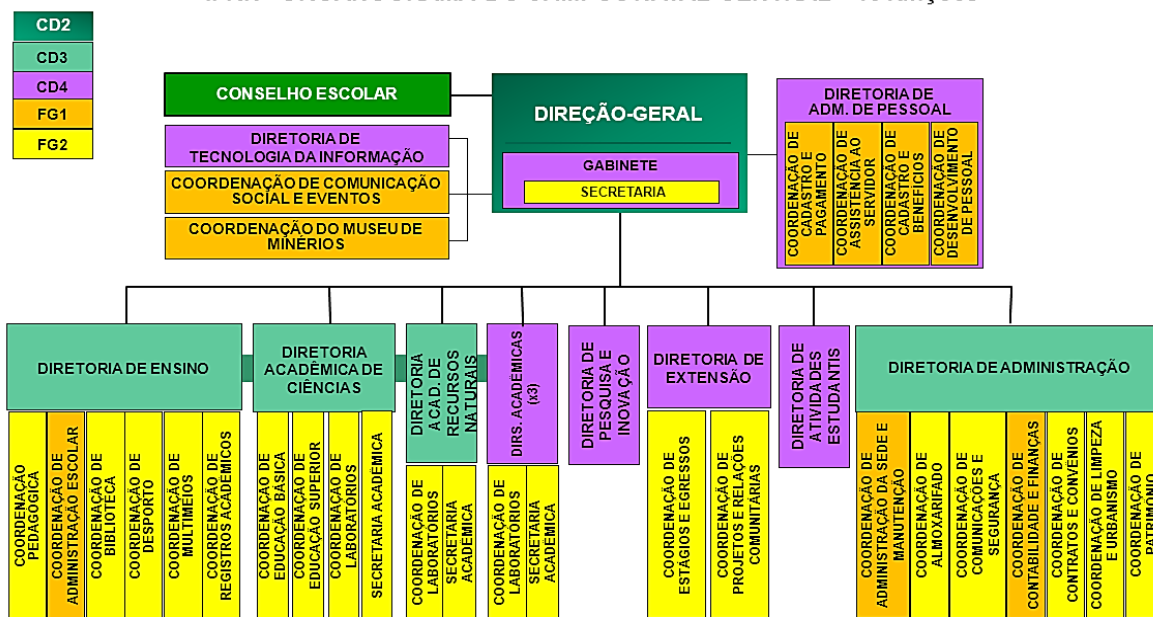 CD2
CD3
CD4
FG1
FG2
CONSELHO ESCOLAR
DIRETORIA DE
TECNOLOGIA DA INFORMAÇÃO
COORDENAÇÃO DE COMUNICAÇÃO
SOCIAL E EVENTOS
COORDENAÇÃO DO MUSEU DE
MINÉRIOS
DIREÇÃO-GERAL
GABINETE
SECRETARIA
DIRETORIA DE
ADM. DE PESSOAL
COORDENAÇÃO DE
CADASTRO E
PAGAMENTO
COORDENAÇÃO DE
ASSISTÊNCIA AO
SERVIDOR
COORDENAÇÃO DE
CADASTRO E
BENEFÍCIOS
COORDENAÇÃO DE
DESENVOLVIMENTO
DE PESSOAL
DIRETORIA DE ENSINO
COORDENAÇÃO
PEDAGÓGICA
COORDENAÇÃO DE
ADMINISTRAÇÃO ESCOLAR
COORDENAÇÃO DE
BIBLIOTECA
COORDENAÇÃO DE
DESPORTO
COORDENAÇÃO DE
MULTIMEIOS
COORDENAÇÃO DE
REGISTROS ACADÊMICOS
DIRETORIA
ACADÊMICA DE
CIÊNCIAS
COORDENAÇÃO DE
EDUCAÇÃO BÁSICA
COORDENAÇÃO DE
EDUCAÇÃO SUPERIOR
COORDENAÇÃO DE
LABORATÓRIOS
SECRETARIA ACADÊMICA
DIRETORIA
ACAD. DE
RECURSOS
NATURAIS
COORDENAÇÃO DE
LABORATÓRIOS
SECRETARIA
ACADÊMICA
DIRS. ACADÊMICAS
(x3)
COORDENAÇÃO DE
LABORATÓRIOS
SECRETARIA
ACADÊMICA
DIRETORIA DE
PESQUISA E
INOVAÇÃO
DIRETORIA DE
EXTENSÃO
COORDENAÇÃO DE
ESTÁGIOS E EGRESSOS
COORDENAÇÃO DE
PROJETOS E RELAÇÕES
COMUNITÁRIAS
DIRETORIA DE
ATIVIDADES
ESTUDANTIS
DIRETORIA DE ADMINISTRAÇÃO
COORDENAÇÃO DE
ADMINISTRAÇÃO DA SEDE E
MANUTENÇÃO
COORDENAÇÃO DE
ALMOXARIFADO
COORDENAÇÃO DE
COMUNICAÇÕES E
SEGURANÇA
COORDENAÇÃO DE
CONTABILIDADE E FINANÇAS
COORDENAÇÃO DE
CONTRATOS E CONVÊNIOS
COORDENAÇÃO DE LIMPEZA
E URBANISMO
COORDENAÇÃO DE
PATRIMÔNIO